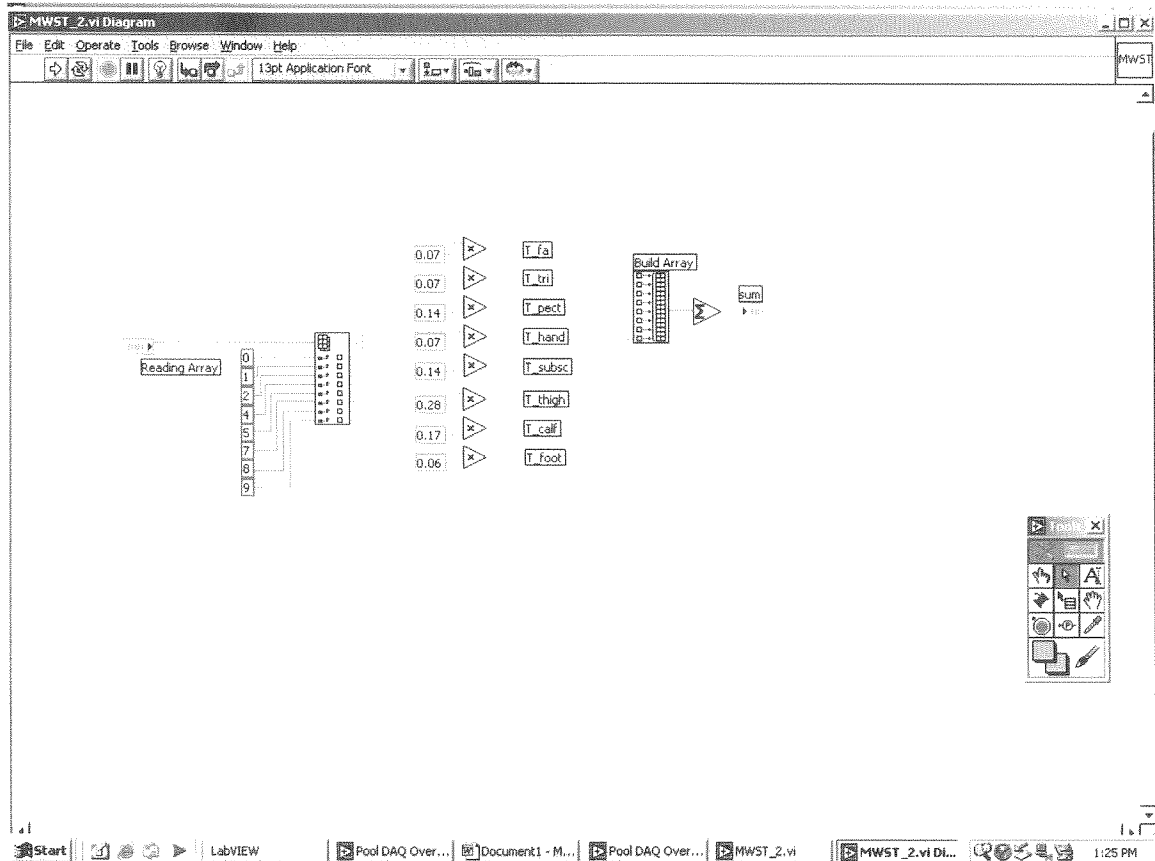 MWST_2.vi Diagram
File Edit Operate Tools Browse Window Help
13pt Application Font
MWST
0.07 T_fa
0.07 T_tri
0.14 T_pect
0.07 T_hand
0.14 T_subsc
0.28 T_thigh
0.17 T_calf
0.06 T_foot
Build Array
sum
Reading Array
0
1
2
4
5
7
8
9
Tools
Start LabVIEW Pool DAQ Over... Document1 - M... Pool DAQ Over... MWST_2.vi MWST_2.vi Di... 1:25 PM